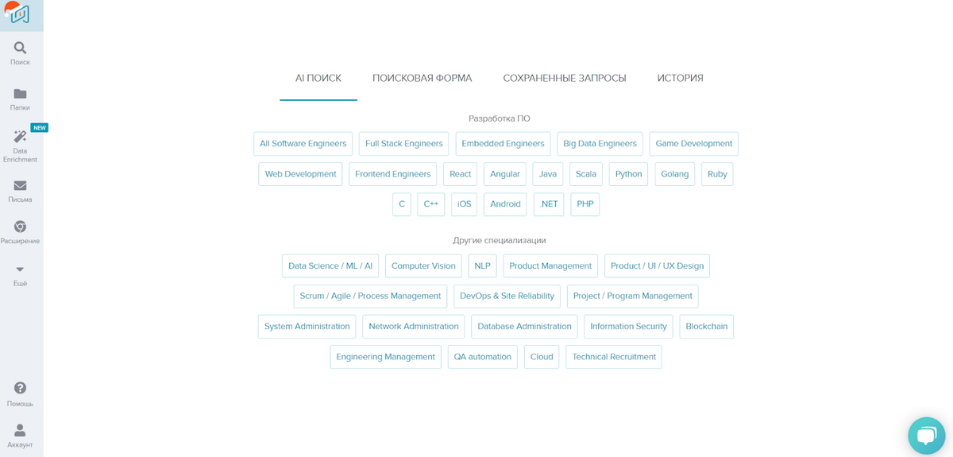 Поиск
Папки
NEW
Data
Enrichment
Письма
Расширение
Ещё
Помощь
Аккаунт
AI ПОИСК ПОИСКОВАЯ ФОРМА СОХРАНЕННЫЕ ЗАПРОСЫ ИСТОРИЯ
Разработка ПО
All Software Engineers Full Stack Engineers Embedded Engineers Big Data Engineers Game Development
Web Development Frontend Engineers React Angular Java Scala Python Golang Ruby
C C++ iOS Android .NET PHP
Другие специализации
Data Science / ML / AI Computer Vision NLP Product Management Product / UI / UX Design
Scrum / Agile / Process Management DevOps & Site Reliability Project / Program Management
System Administration Network Administration Database Administration Information Security Blockchain
Engineering Management QA automation Cloud Technical Recruitment